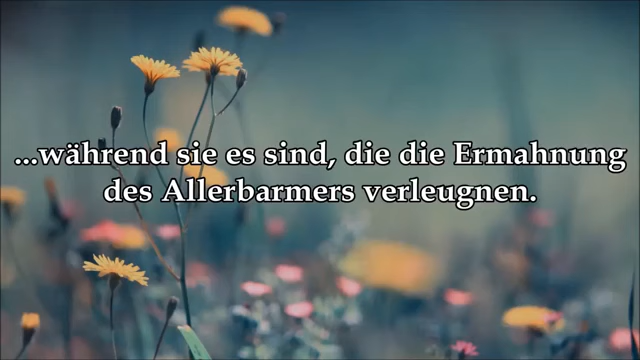 ...während sie es sind, die die Ermahnung
des Allerbarmers verleugnen.